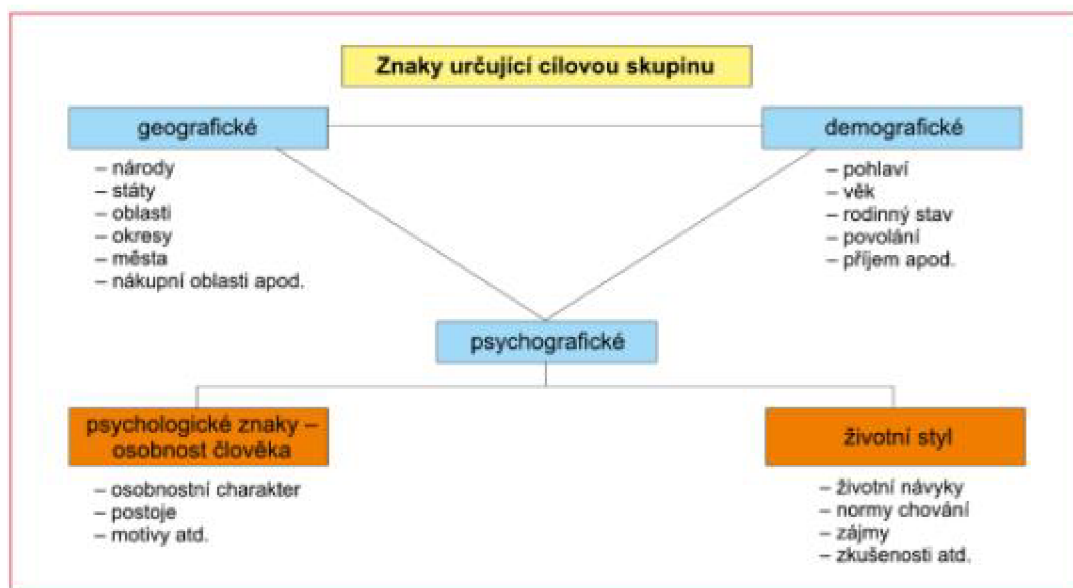 Znaky určující cílovou skupinu
geografické
– národy
– státy
– oblasti
– okresy
– města
– nákupní oblasti apod.
demografické
– pohlaví
– věk
– rodinný stav
– povolání
– příjem apod.
psychografické
psychologické znaky –
osobnost člověka
– osobnostní charakter
– postoje
– motivy atd.
životní styl
– životní návyky
– normy chování
– zájmy
– zkušenosti atd.